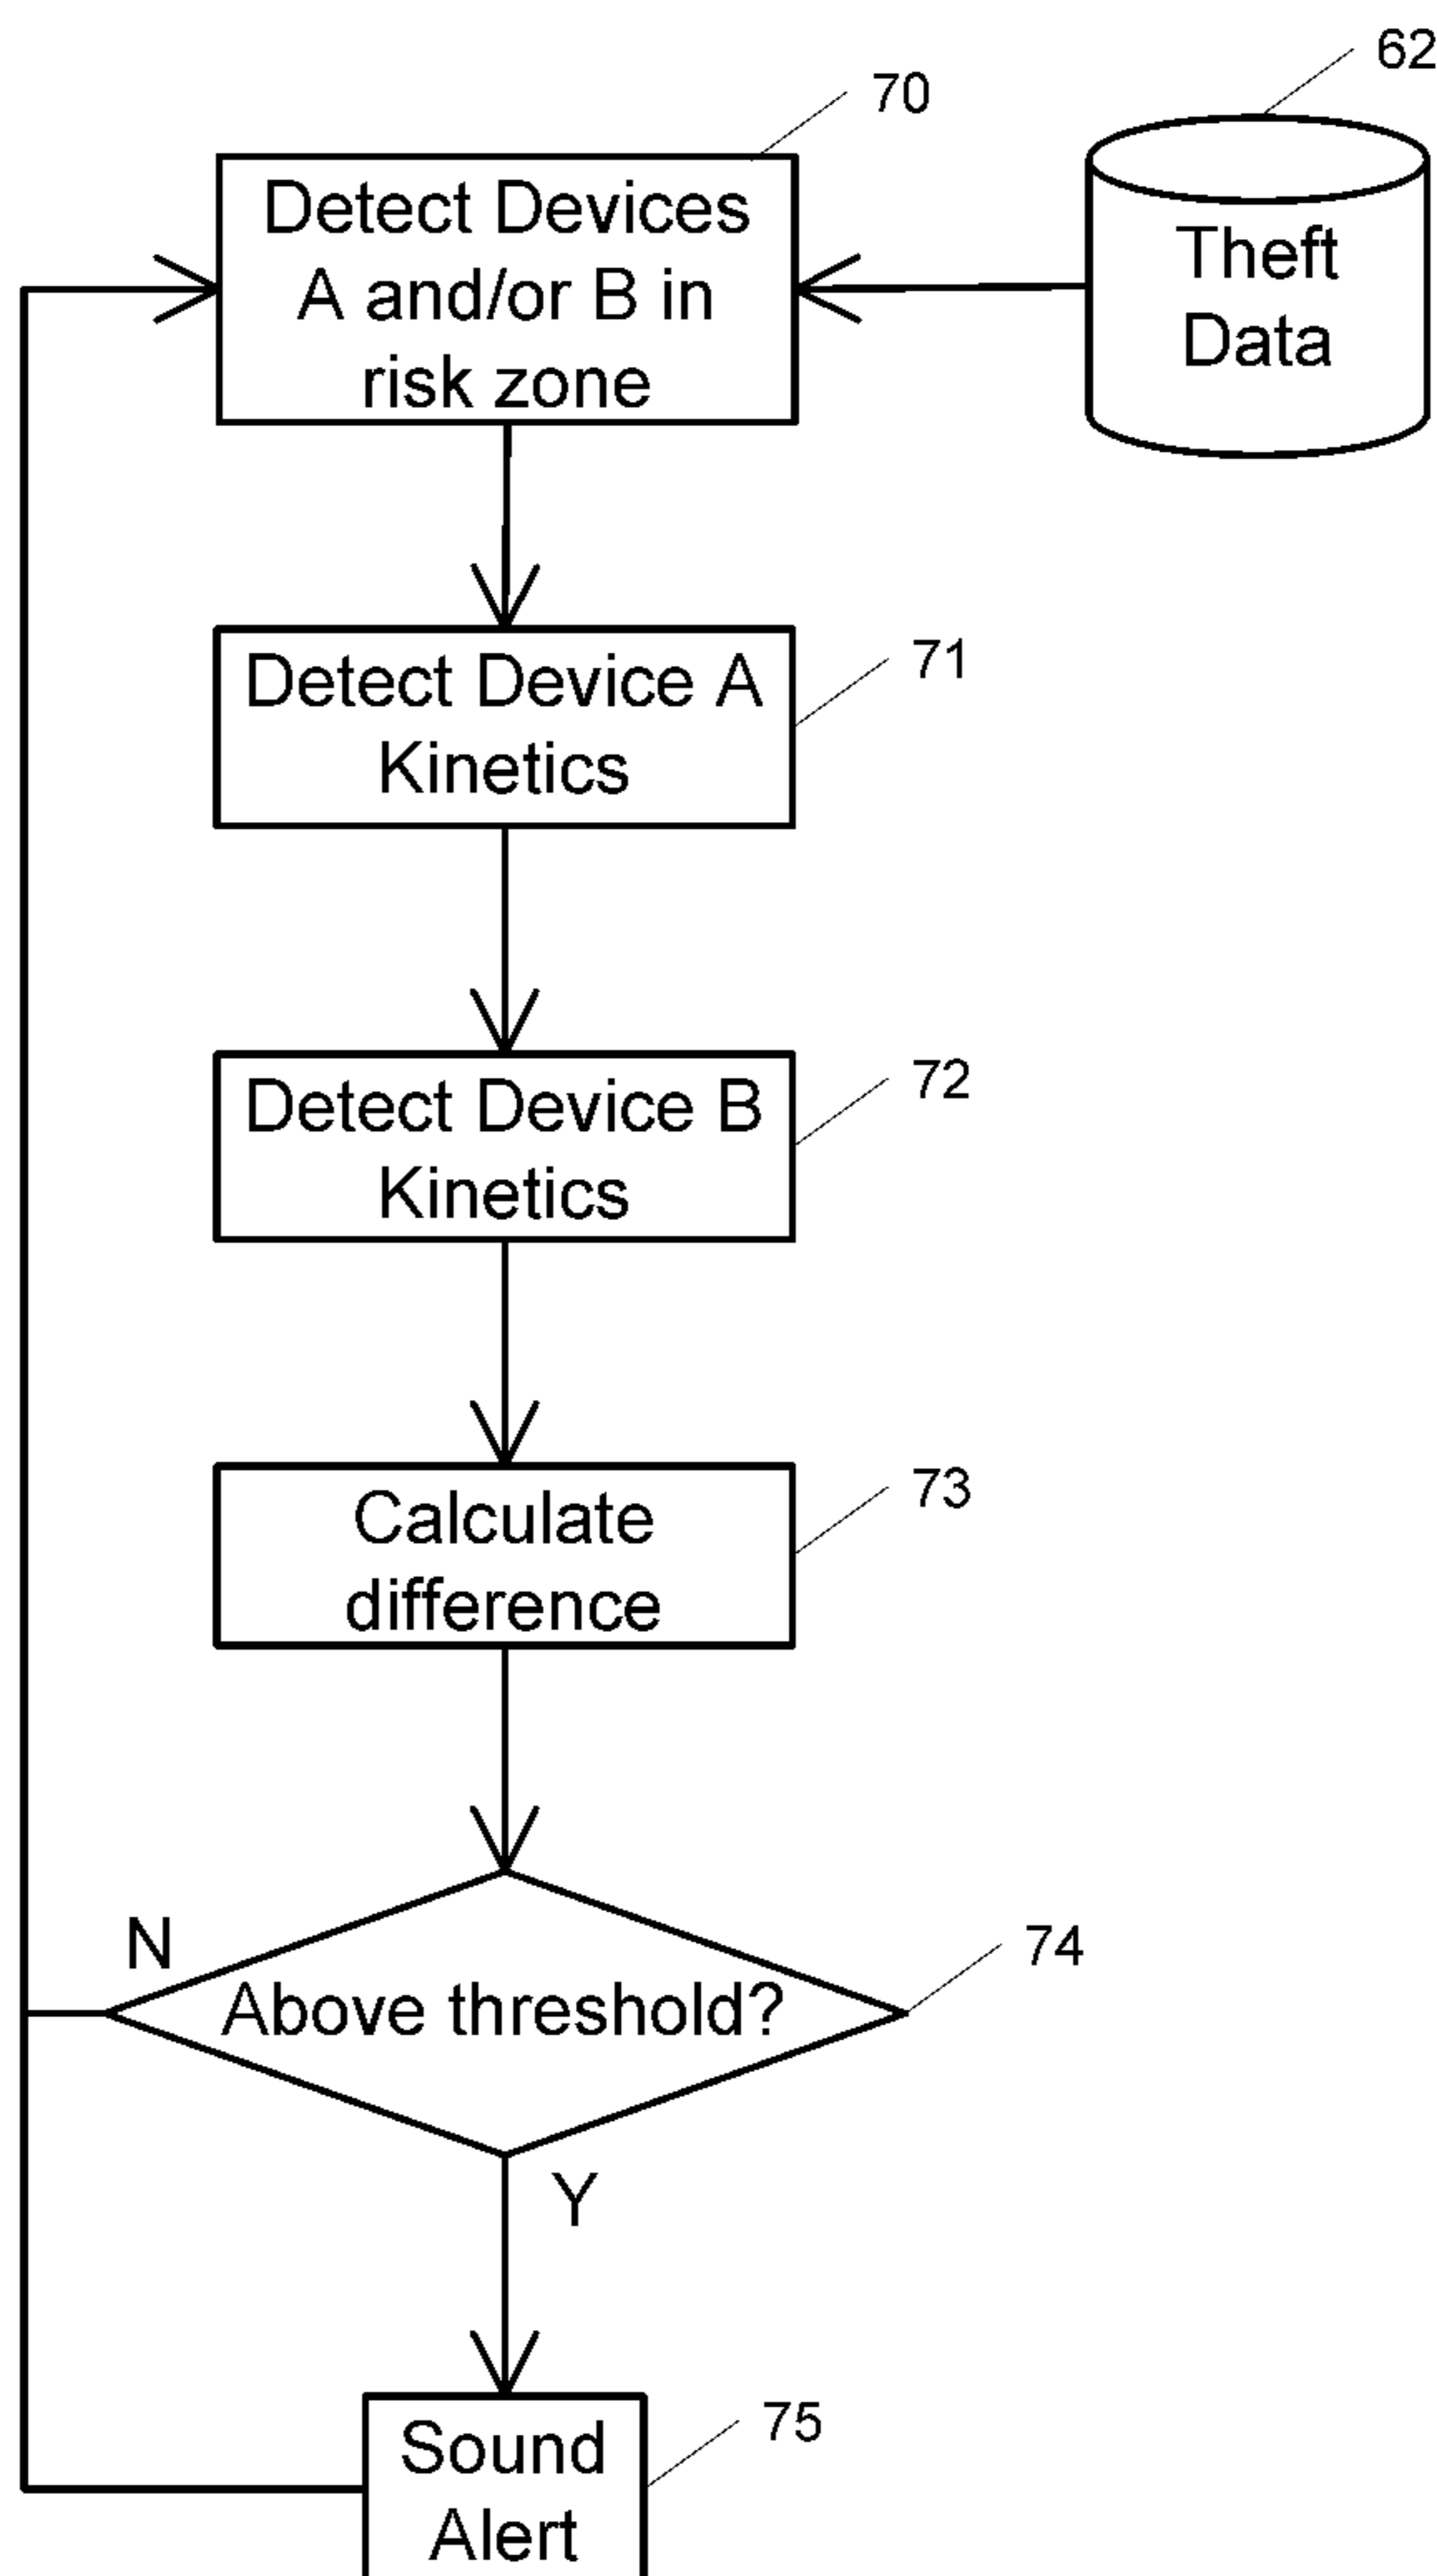 62
70
Detect Devices
A and/or B in
risk zone
Theft
Data
Detect Device A
Kinetics
71
Detect Device B
Kinetics
72
Calculate
difference
73
N
Above threshold?
74
Y
Sound
Alert
75